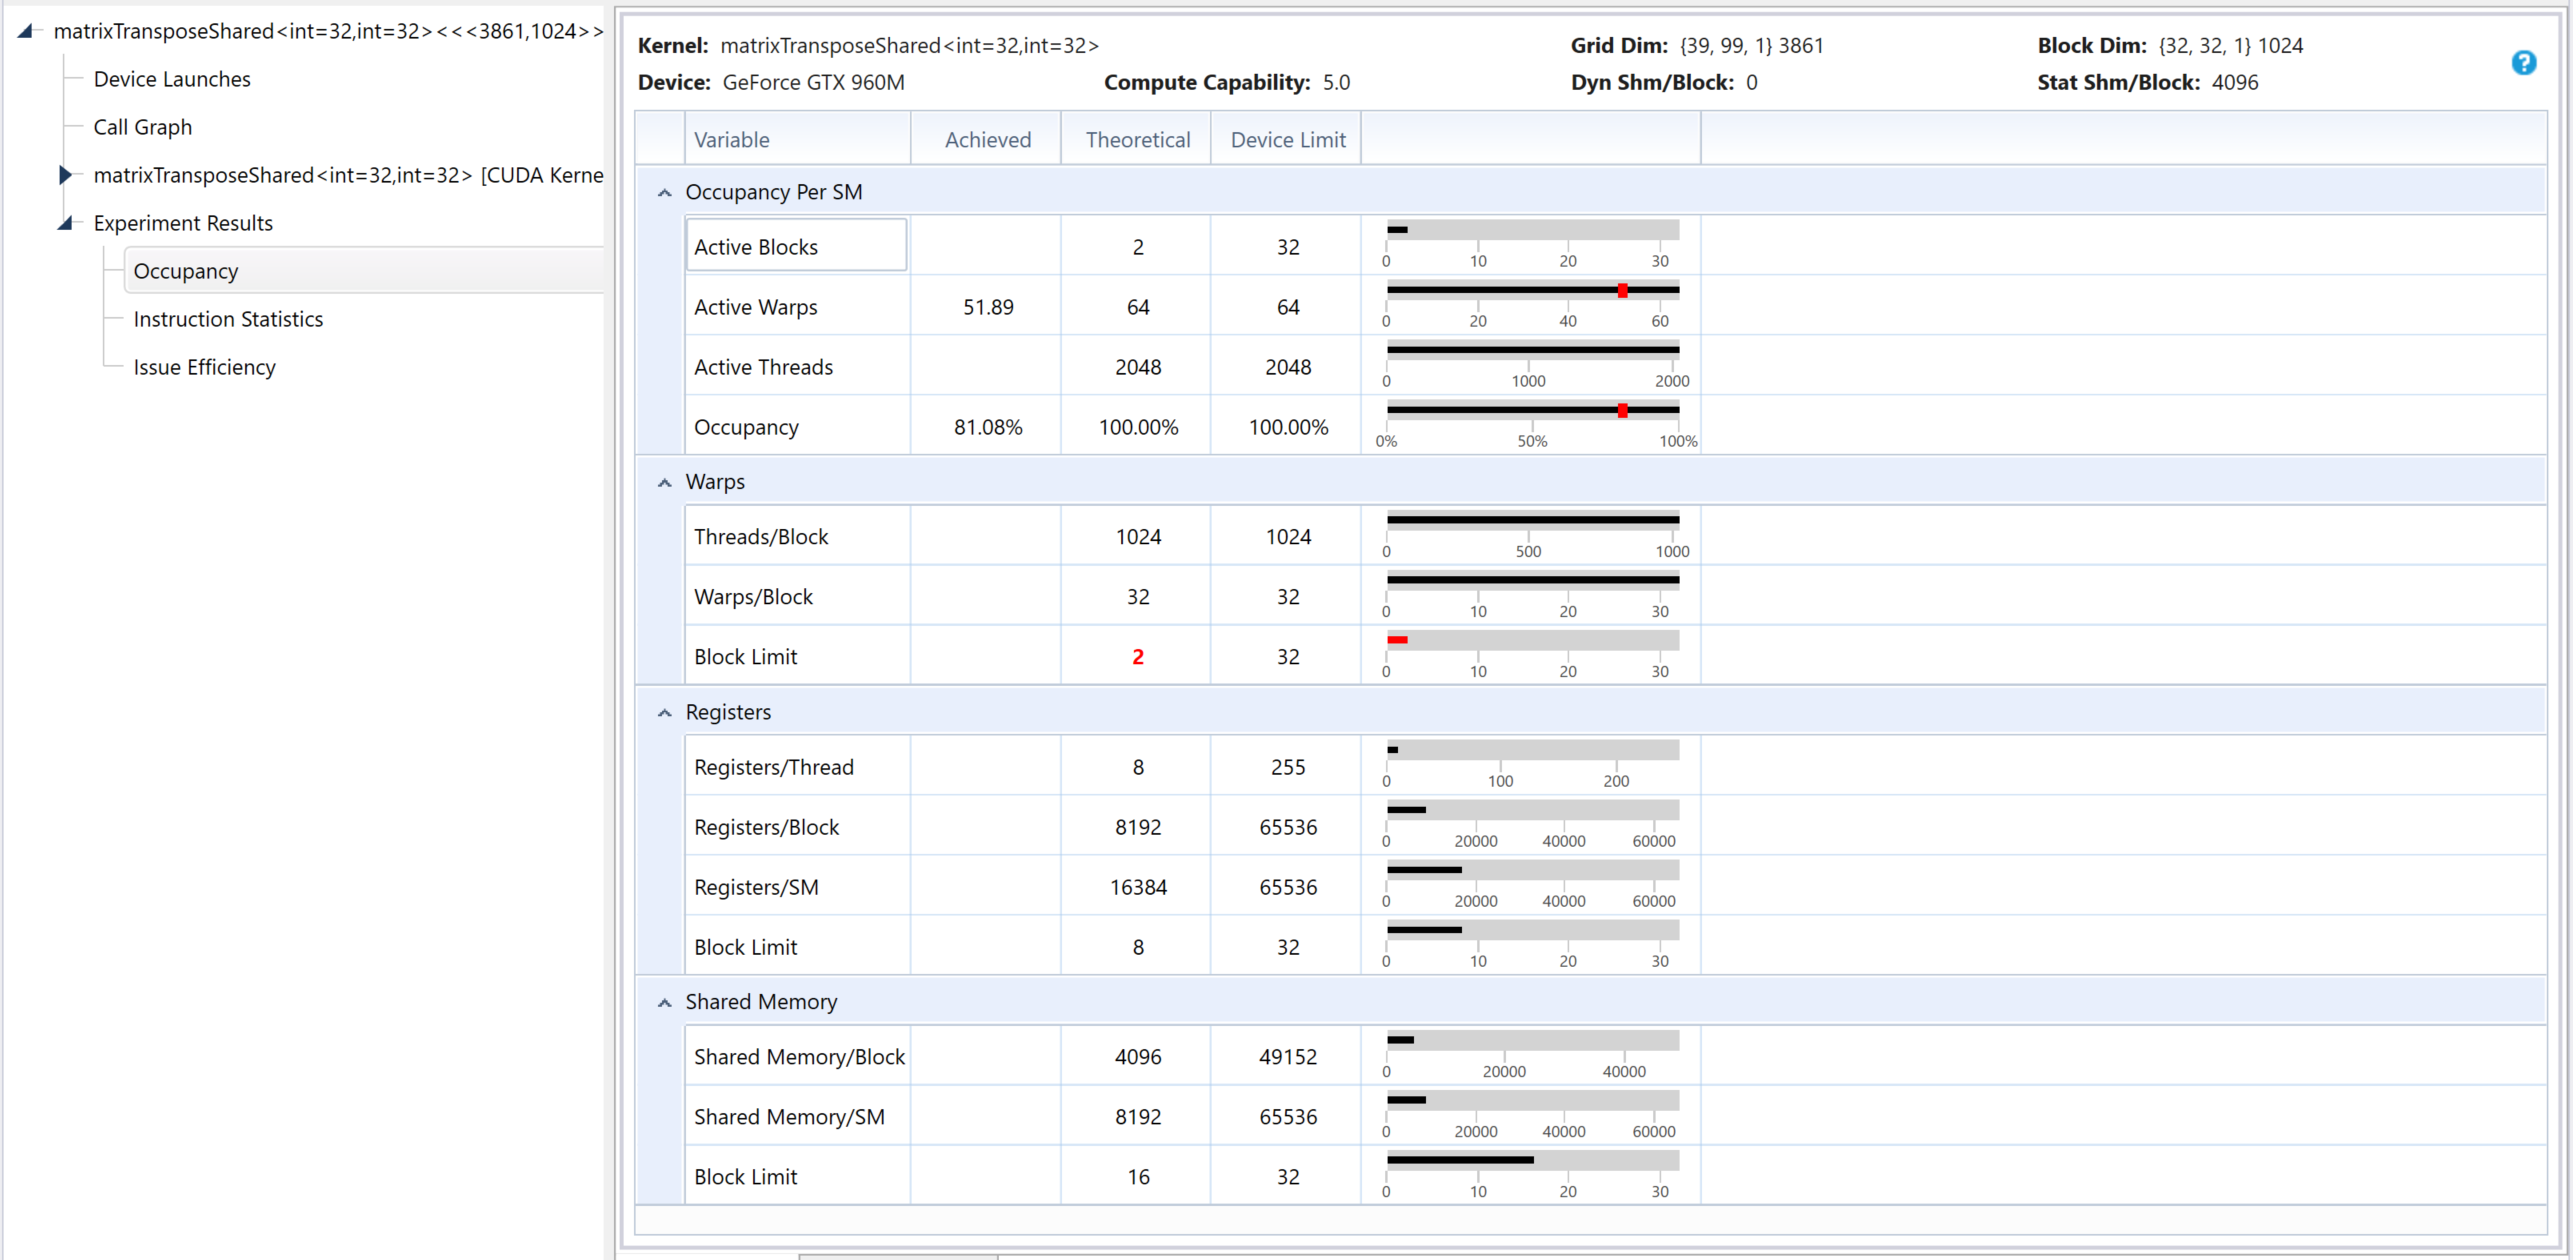 matrixTransposeShared<int=32,int=32><<<3861,1024>>
Device Launches
Call Graph
matrixTransposeShared<int=32,int=32> [CUDA Kerne
Experiment Results
Occupancy
Instruction Statistics
Issue Efficiency
Kernel: matrixTransposeShared<int=32,int=32> Grid Dim: {39, 99, 1} 3861 Block Dim: {32, 32, 1} 1024
Device: GeForce GTX 960M Compute Capability: 5.0 Dyn Shm/Block: 0 Stat Shm/Block: 4096
?
Variable Achieved Theoretical Device Limit
Occupancy Per SM
Active Blocks 2 32
0 10 20 30
Active Warps 51.89 64 64
0 20 40 60
Active Threads 2048 2048
0 1000 2000
Occupancy 81.08% 100.00% 100.00%
0% 50% 100%
Warps
Threads/Block 1024 1024
0 500 1000
Warps/Block 32 32
0 10 20 30
Block Limit 2 32
0 10 20 30
Registers
Registers/Thread 8 255
0 100 200
Registers/Block 8192 65536
0 20000 40000 60000
Registers/SM 16384 65536
0 20000 40000 60000
Block Limit 8 32
0 10 20 30
Shared Memory
Shared Memory/Block 4096 49152
0 20000 40000
Shared Memory/SM 8192 65536
0 20000 40000 60000
Block Limit 16 32
0 10 20 30